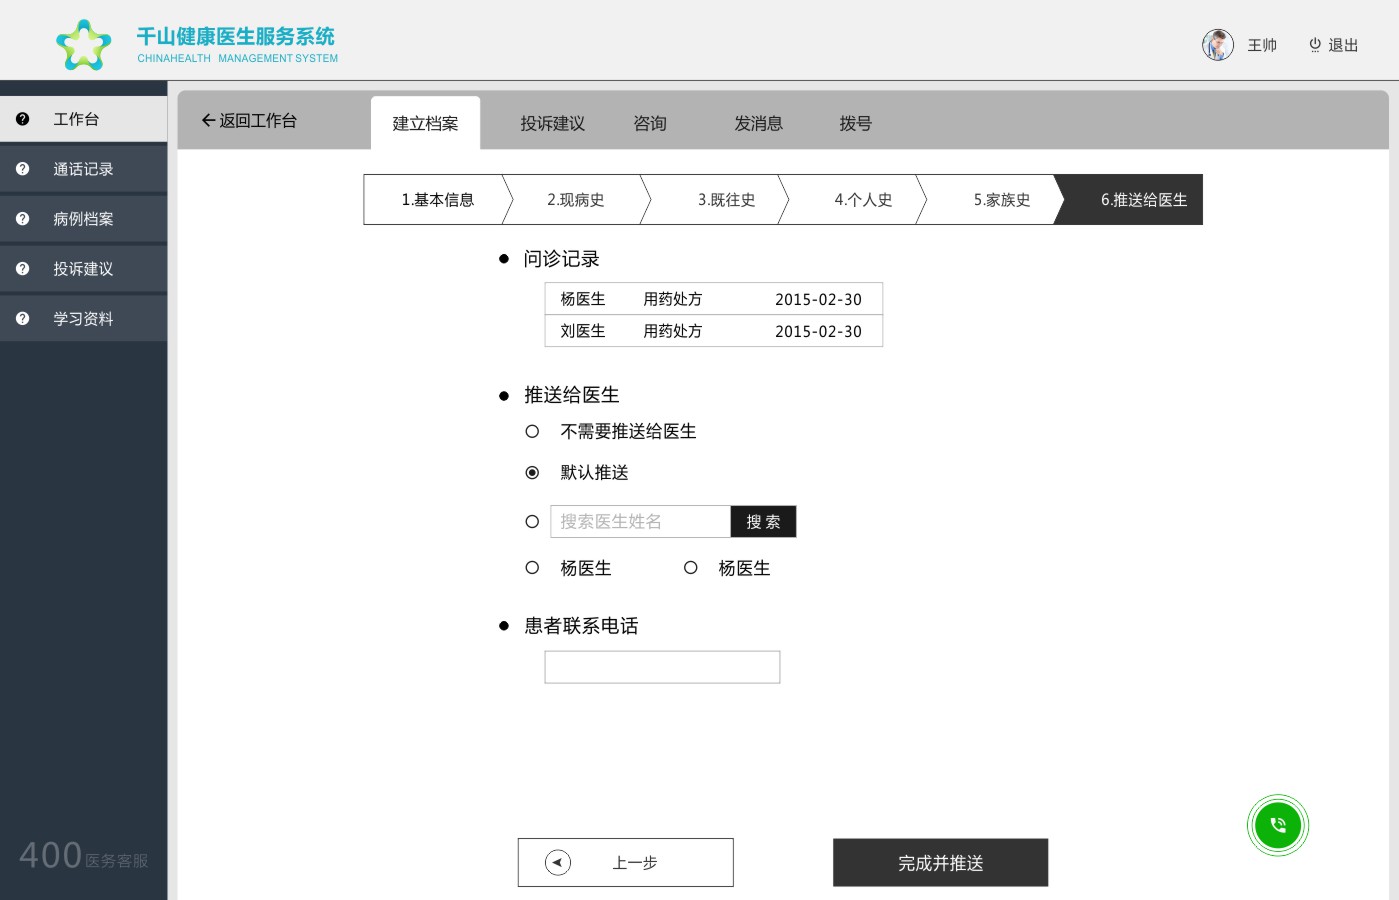 千山健康医生服务系统
CHINAHEALTH MANAGEMENT SYSTEM
王帅
退出
工作台
通话记录
病例档案
投诉建议
学习资料
400医务客服
返回工作台
建立档案
投诉建议
咨询
发消息
拨号
1.基本信息
2.现病史
3.既往史
4.个人史
5.家族史
6.推送给医生
问诊记录
杨医生 用药处方 2015-02-30
刘医生 用药处方 2015-02-30
推送给医生
不需要推送给医生
默认推送
搜索医生姓名 搜 索
杨医生 杨医生
患者联系电话
上一步
完成并推送